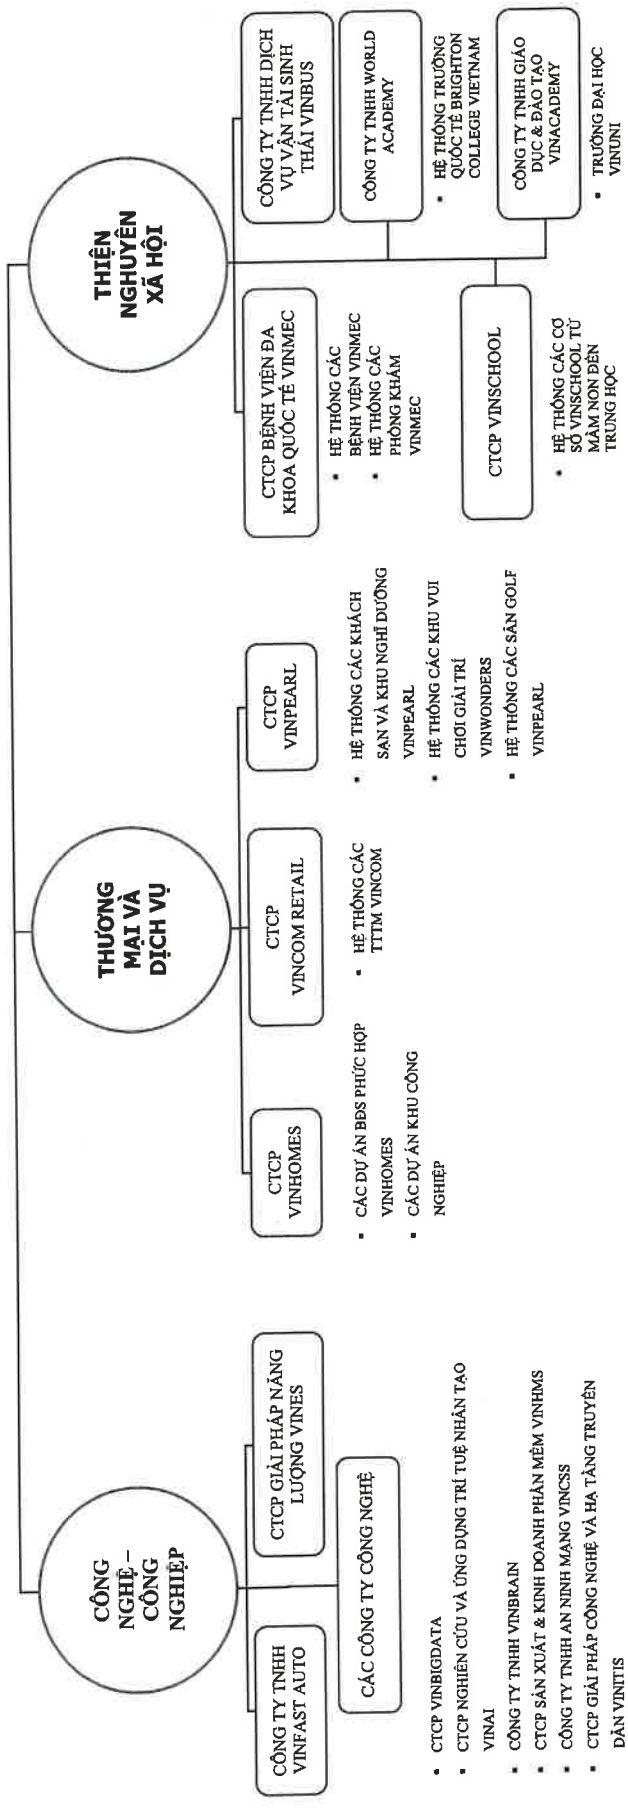 CÔNG
NGHỆ –
CÔNG
NGHIỆP
CÔNG TY TNHH
VINFAST AUTO
CTCP GIẢI PHÁP NĂNG
LƯỢNG VINES
CÁC CÔNG TY CÔNG NGHỆ
▪ CTCP VINBIGDATA
▪ CTCP NGHIÊN CỨU VÀ ỨNG DỤNG TRÍ TUỆ NHÂN TẠO
VINAI
▪ CÔNG TY TNHH VINBRAIN
▪ CTCP SẢN XUẤT & KINH DOANH PHẦN MỀM VINHMS
▪ CÔNG TY TNHH AN NINH MẠNG VINCSS
▪ CTCP GIẢI PHÁP CÔNG NGHỆ VÀ HẠ TẦNG TRUYỀN
DẪN VINITIS
THƯƠNG
MẠI VÀ
DỊCH VỤ
CTCP
VINHOMES
▪ CÁC DỰ ÁN BĐS PHỨC HỢP
VINHOMES
▪ CÁC DỰ ÁN KHU CÔNG
NGHIỆP
CTCP
VINCOM RETAIL
▪ HỆ THỐNG CÁC
TTTM VINCOM
CTCP
VINPEARL
▪ HỆ THỐNG CÁC KHÁCH
SẠN VÀ KHU NGHỈ DƯỠNG
VINPEARL
▪ HỆ THỐNG CÁC KHU VUI
CHƠI GIẢI TRÍ
VINWONDERS
▪ HỆ THỐNG CÁC SÂN GOLF
VINPEARL
THIỆN
NGHUYỆN
XÃ HỘI
CTCP BỆNH VIỆN ĐA
KHOA QUỐC TẾ VINMEC
▪ HỆ THỐNG CÁC
BỆNH VIỆN VINMEC
▪ HỆ THỐNG CÁC
PHÒNG KHÁM
VINMEC
CÔNG TY TNHH DỊCH
VỤ VẬN TẢI SINH
THÁI VINBUS
CÔNG TY TNHH WORLD
ACADEMY
▪ HỆ THỐNG TRƯỜNG
QUỐC TẾ BRIGHTON
COLLEGE VIETNAM
CTCP VINSCHOOL
▪ HỆ THỐNG CÁC CƠ
SỞ VINSCHOOL TỪ
MẦM NON ĐẾN
TRUNG HỌC
CÔNG TY TNHH GIÁO
DỤC & ĐÀO TẠO
VINACADEMY
▪ TRƯỜNG ĐẠI HỌC
VINUNI